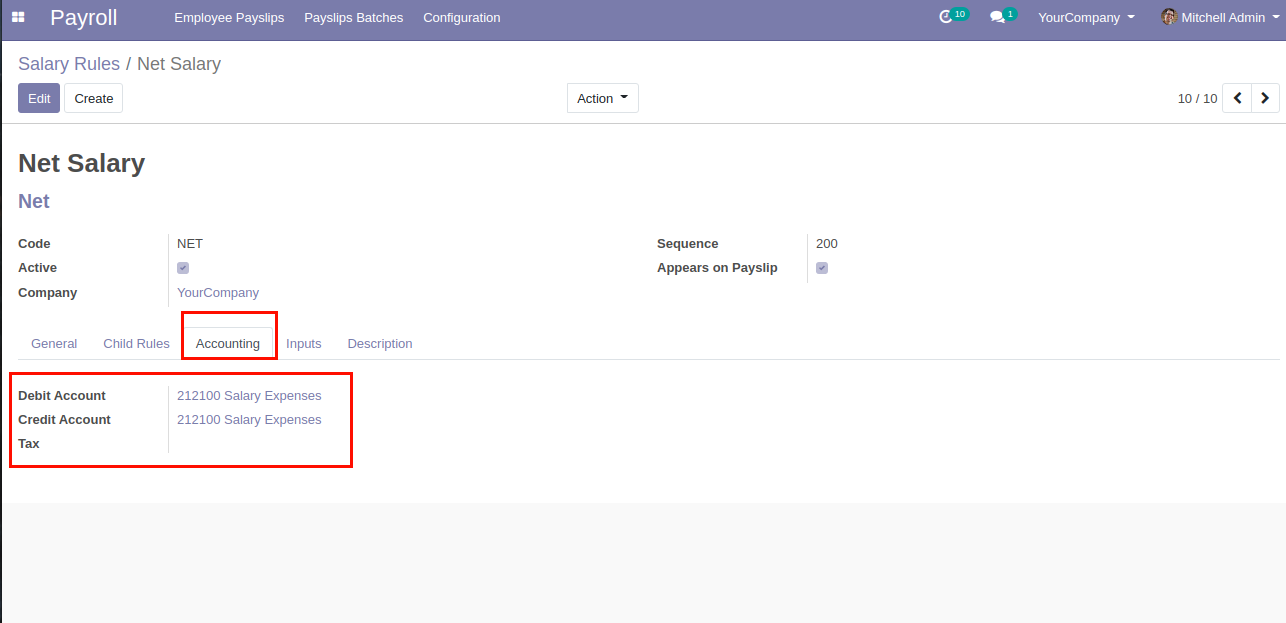 Payroll Employee Payslips Payslips Batches Configuration 10 1 YourCompany Mitchell Admin
Salary Rules / Net Salary
Edit Create Action 10 / 10
Net Salary
Net
Code NET Sequence 200
Active Appears on Payslip
Company YourCompany
General Child Rules Accounting Inputs Description
Debit Account 212100 Salary Expenses
Credit Account 212100 Salary Expenses
Tax